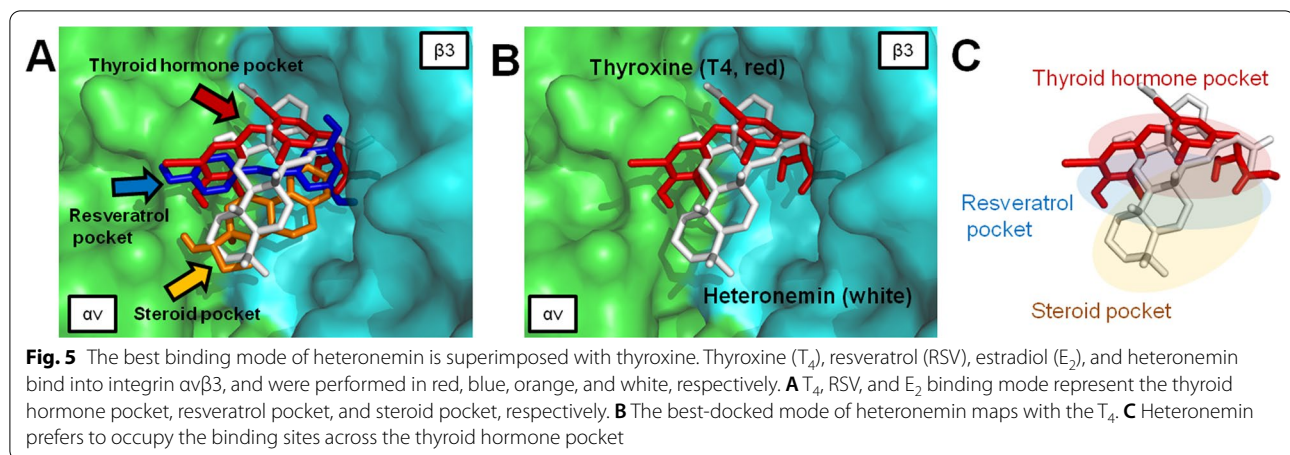 A
β3
Thyroid hormone pocket
Resveratrol
pocket
Steroid pocket
αv
B
β3
Thyroxine (T4, red)
Heteronemin (white)
αv
C
Thyroid hormone pocket
Resveratrol
pocket
Steroid pocket
Fig. 5 The best binding mode of heteronemin is superimposed with thyroxine. Thyroxine (T₄), resveratrol (RSV), estradiol (E₂), and heteronemin
bind into integrin αvβ3, and were performed in red, blue, orange, and white, respectively. A T₄, RSV, and E₂ binding mode represent the thyroid
hormone pocket, resveratrol pocket, and steroid pocket, respectively. B The best-docked mode of heteronemin maps with the T₄. C Heteronemin
prefers to occupy the binding sites across the thyroid hormone pocket